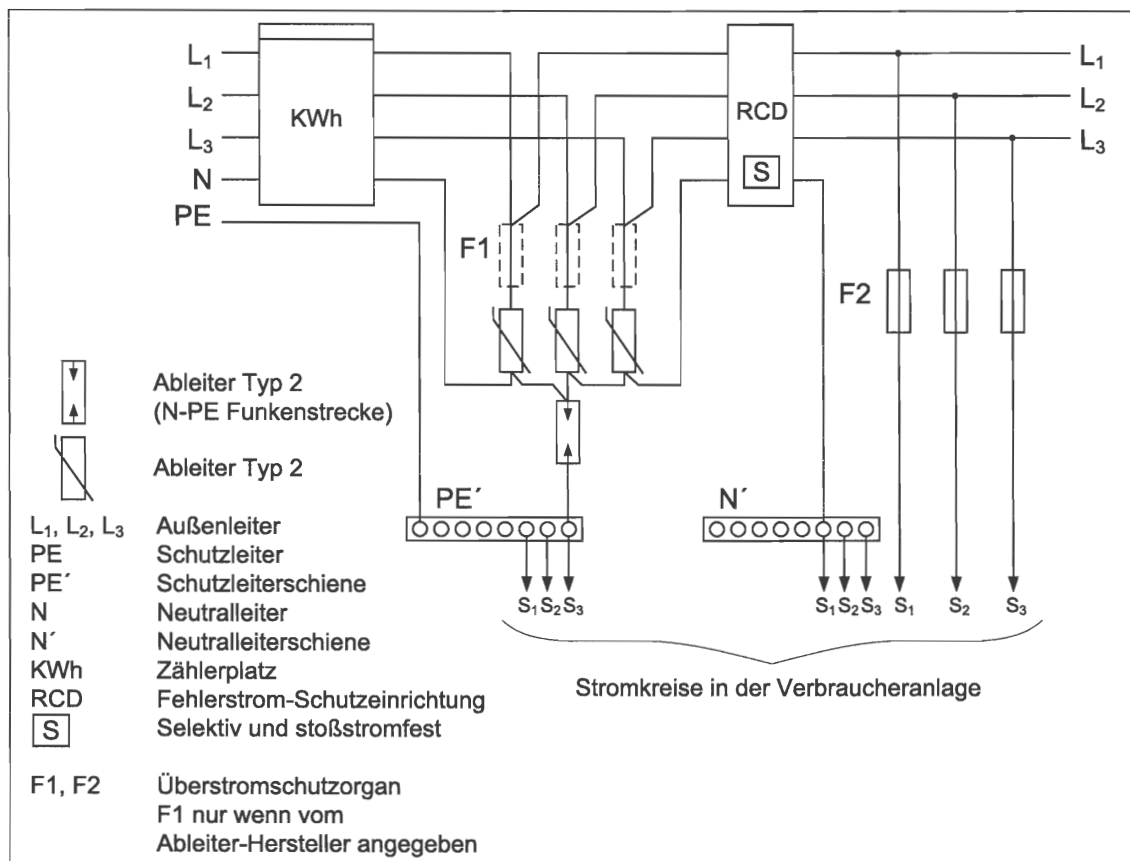 L₁
L₂
L₃
N
PE
KWh
RCD
S
L₁
L₂
L₃
F1
F2
Ableiter Typ 2
(N-PE Funkenstrecke)
Ableiter Typ 2
PE´
N´
S₁ S₂ S₃
S₁ S₂ S₃ S₁ S₂ S₃
Stromkreise in der Verbraucheranlage
L₁, L₂, L₃ Außenleiter
PE Schutzleiter
PE´ Schutzleiterschiene
N Neutralleiter
N´ Neutralleiterschiene
KWh Zählerplatz
RCD Fehlerstrom-Schutzeinrichtung
S Selektiv und stoßstromfest
F1, F2 Überstromschutzorgan
F1 nur wenn vom
Ableiter-Hersteller angegeben